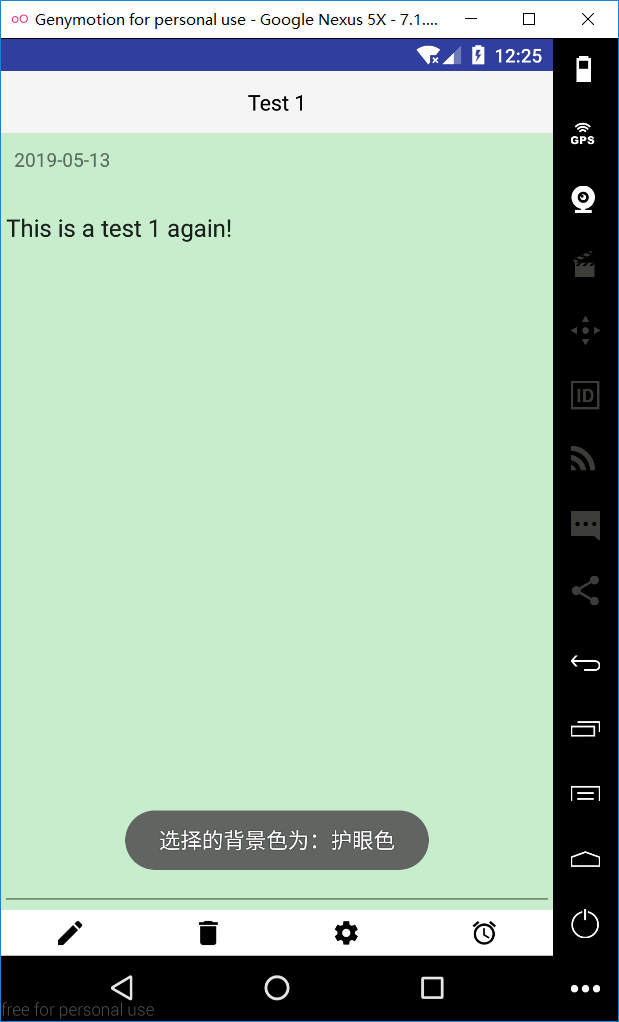 Genymotion for personal use - Google Nexus 5X - 7.1....
12:25
GPS
Test 1
2019-05-13
ID
This is a test 1 again!
选择的背景色为：护眼色
free for personal use